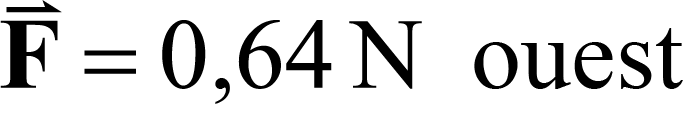 F⃗ = 0,64 N ouest